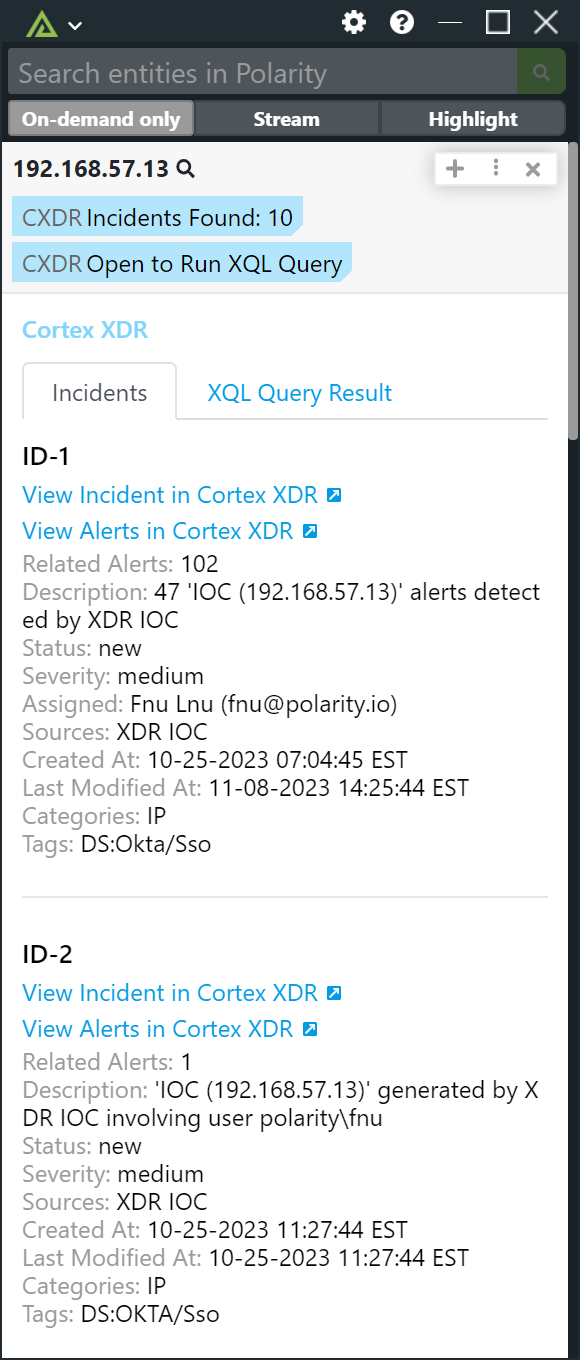 Search entities in Polarity
On-demand only Stream Highlight
192.168.57.13
CXDR Incidents Found: 10
CXDR Open to Run XQL Query
Cortex XDR
Incidents XQL Query Result
ID-1
View Incident in Cortex XDR
View Alerts in Cortex XDR
Related Alerts: 102
Description: 47 'IOC (192.168.57.13)' alerts detect
ed by XDR IOC
Status: new
Severity: medium
Assigned: Fnu Lnu (fnu@polarity.io)
Sources: XDR IOC
Created At: 10-25-2023 07:04:45 EST
Last Modified At: 11-08-2023 14:25:44 EST
Categories: IP
Tags: DS:Okta/Sso
ID-2
View Incident in Cortex XDR
View Alerts in Cortex XDR
Related Alerts: 1
Description: 'IOC (192.168.57.13)' generated by X
DR IOC involving user polarity\fnu
Status: new
Severity: medium
Sources: XDR IOC
Created At: 10-25-2023 11:27:44 EST
Last Modified At: 10-25-2023 11:27:44 EST
Categories: IP
Tags: DS:OKTA/Sso